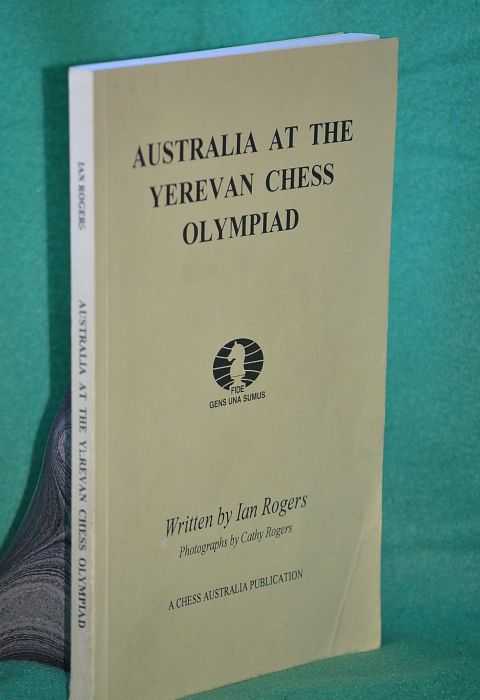 AUSTRALIA AT THE
YEREVAN CHESS
OLYMPIAD
FIDE
GENS UNA SUMUS
Written by Ian Rogers
Photographs by Cathy Rogers
A CHESS AUSTRALIA PUBLICATION
IAN ROGERS
AUSTRALIA AT THE YEREVAN CHESS OLYMPIAD